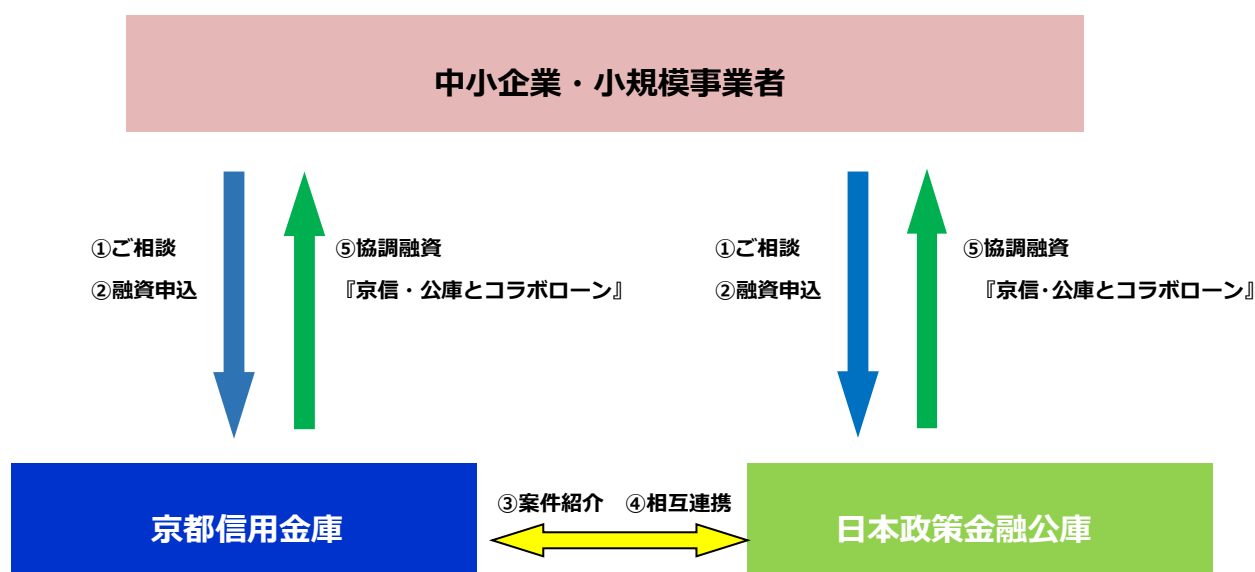 中小企業・小規模事業者
①ご相談
②融資申込
⑤協調融資
『京信・公庫とコラボローン』
①ご相談
②融資申込
⑤協調融資
『京信・公庫とコラボローン』
③案件紹介　④相互連携
京都信用金庫
日本政策金融公庫